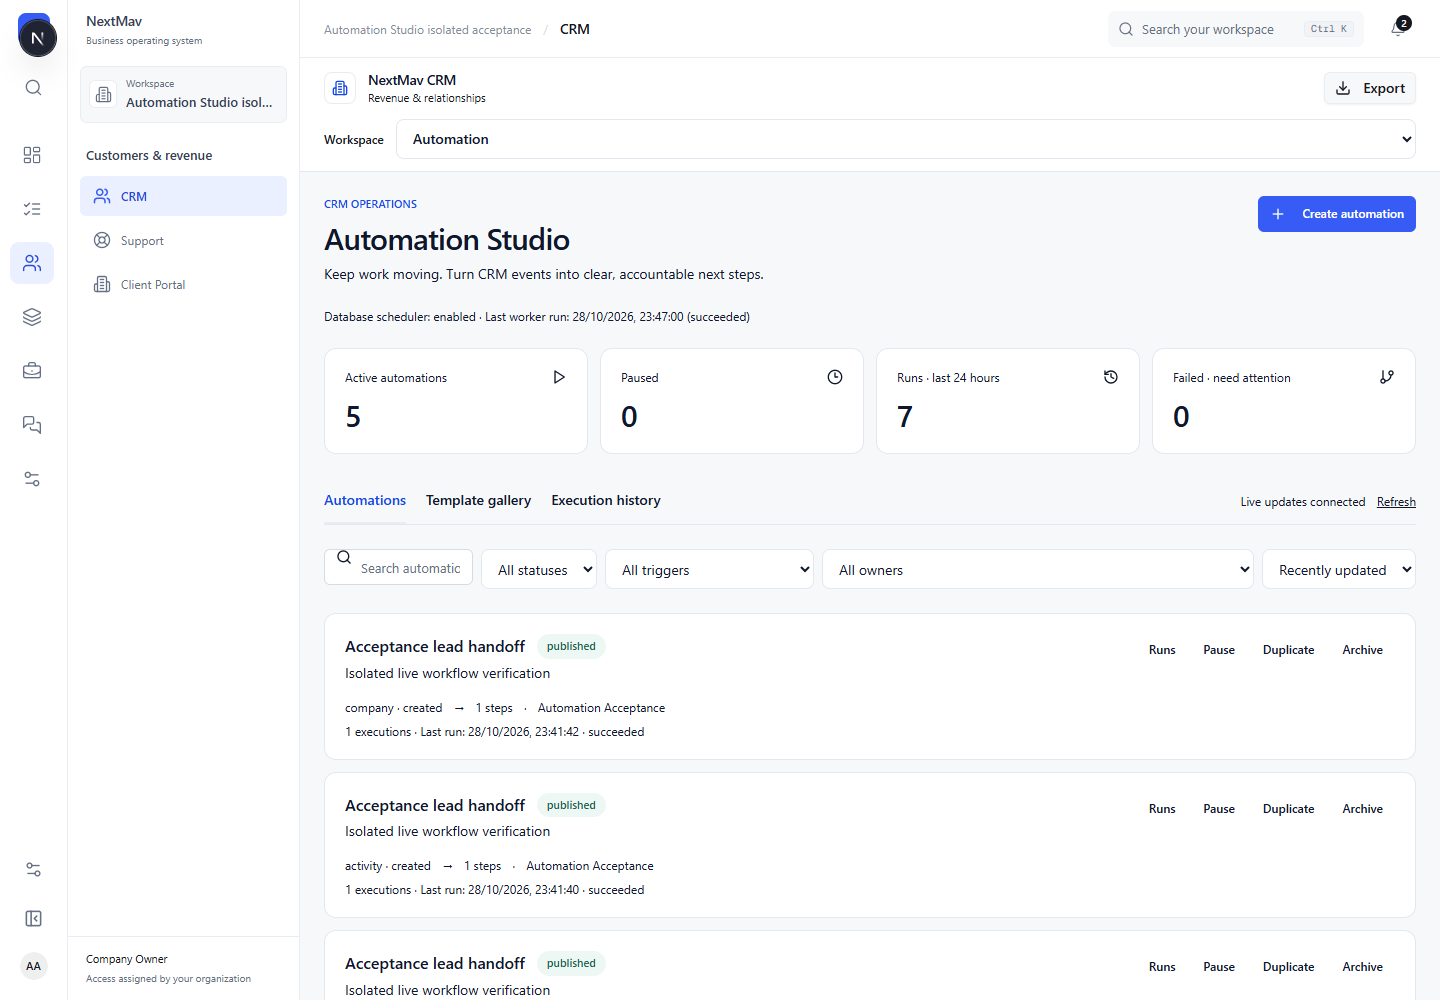 N
NextMav
Business operating system
Workspace
Automation Studio isol...
Customers & revenue
CRM
Support
Client Portal
Company Owner
Access assigned by your organization
AA
Automation Studio isolated acceptance / CRM
Search your workspace Ctrl K
2
NextMav CRM
Revenue & relationships
Export
Workspace Automation
CRM OPERATIONS
Automation Studio
Keep work moving. Turn CRM events into clear, accountable next steps.
Create automation
Database scheduler: enabled · Last worker run: 28/10/2026, 23:47:00 (succeeded)
Active automations
5
Paused
0
Runs · last 24 hours
7
Failed · need attention
0
Automations Template gallery Execution history
Live updates connected Refresh
Search automatic All statuses All triggers All owners Recently updated
Acceptance lead handoff published
Runs Pause Duplicate Archive
Isolated live workflow verification
company · created → 1 steps · Automation Acceptance
1 executions · Last run: 28/10/2026, 23:41:42 · succeeded
Acceptance lead handoff published
Runs Pause Duplicate Archive
Isolated live workflow verification
activity · created → 1 steps · Automation Acceptance
1 executions · Last run: 28/10/2026, 23:41:40 · succeeded
Acceptance lead handoff published
Runs Pause Duplicate Archive
Isolated live workflow verification